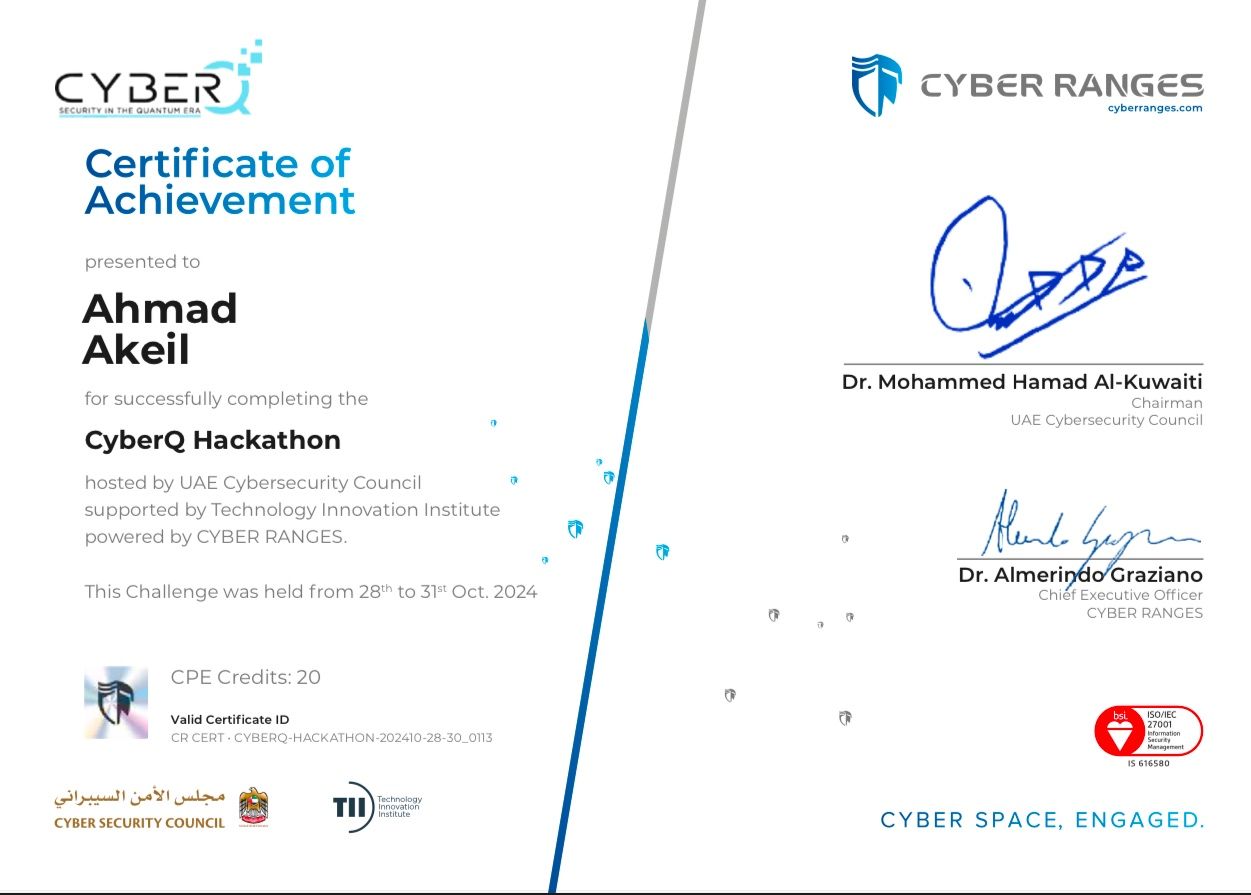 CYBERQ
SECURITY IN THE QUANTUM ERA
Certificate of
Achievement
presented to
Ahmad
Akeil
for successfully completing the
CyberQ Hackathon
hosted by UAE Cybersecurity Council
supported by Technology Innovation Institute
powered by CYBER RANGES.
This Challenge was held from 28th to 31st Oct. 2024
CPE Credits: 20
Valid Certificate ID
CR CERT • CYBERQ-HACKATHON-202410-28-30_0113
مجلس الأمن السيبراني
CYBER SECURITY COUNCIL
TII
Technology
Innovation
Institute
CYBER RANGES
cyberranges.com
Dr. Mohammed Hamad Al-Kuwaiti
Chairman
UAE Cybersecurity Council
Dr. Almerindo Graziano
Chief Executive Officer
CYBER RANGES
bsi.
ISO/IEC
27001
Information
Security
Management
IS 616580
CYBER SPACE, ENGAGED.